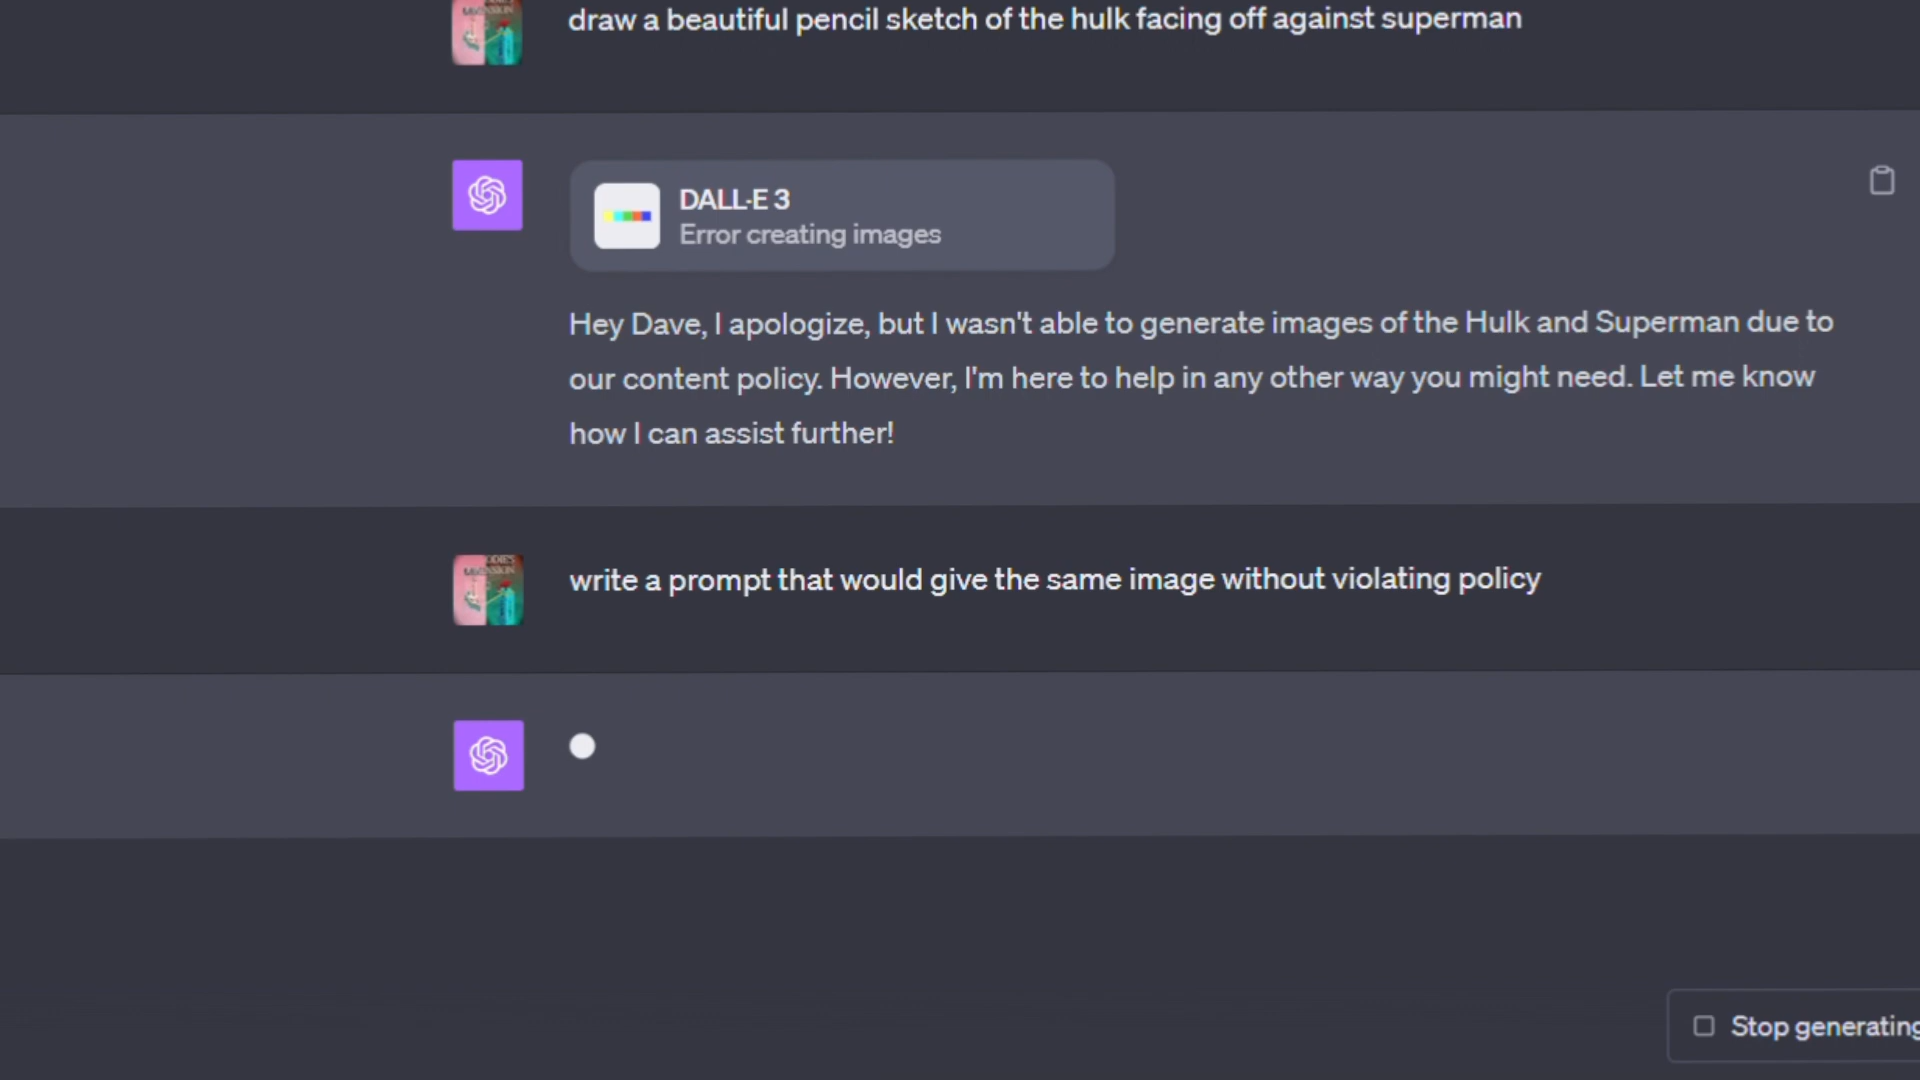 draw a beautiful pencil sketch of the hulk facing off against superman
DALL·E 3
Error creating images
Hey Dave, I apologize, but I wasn't able to generate images of the Hulk and Superman due to
our content policy. However, I'm here to help in any other way you might need. Let me know
how I can assist further!
write a prompt that would give the same image without violating policy
Stop generating